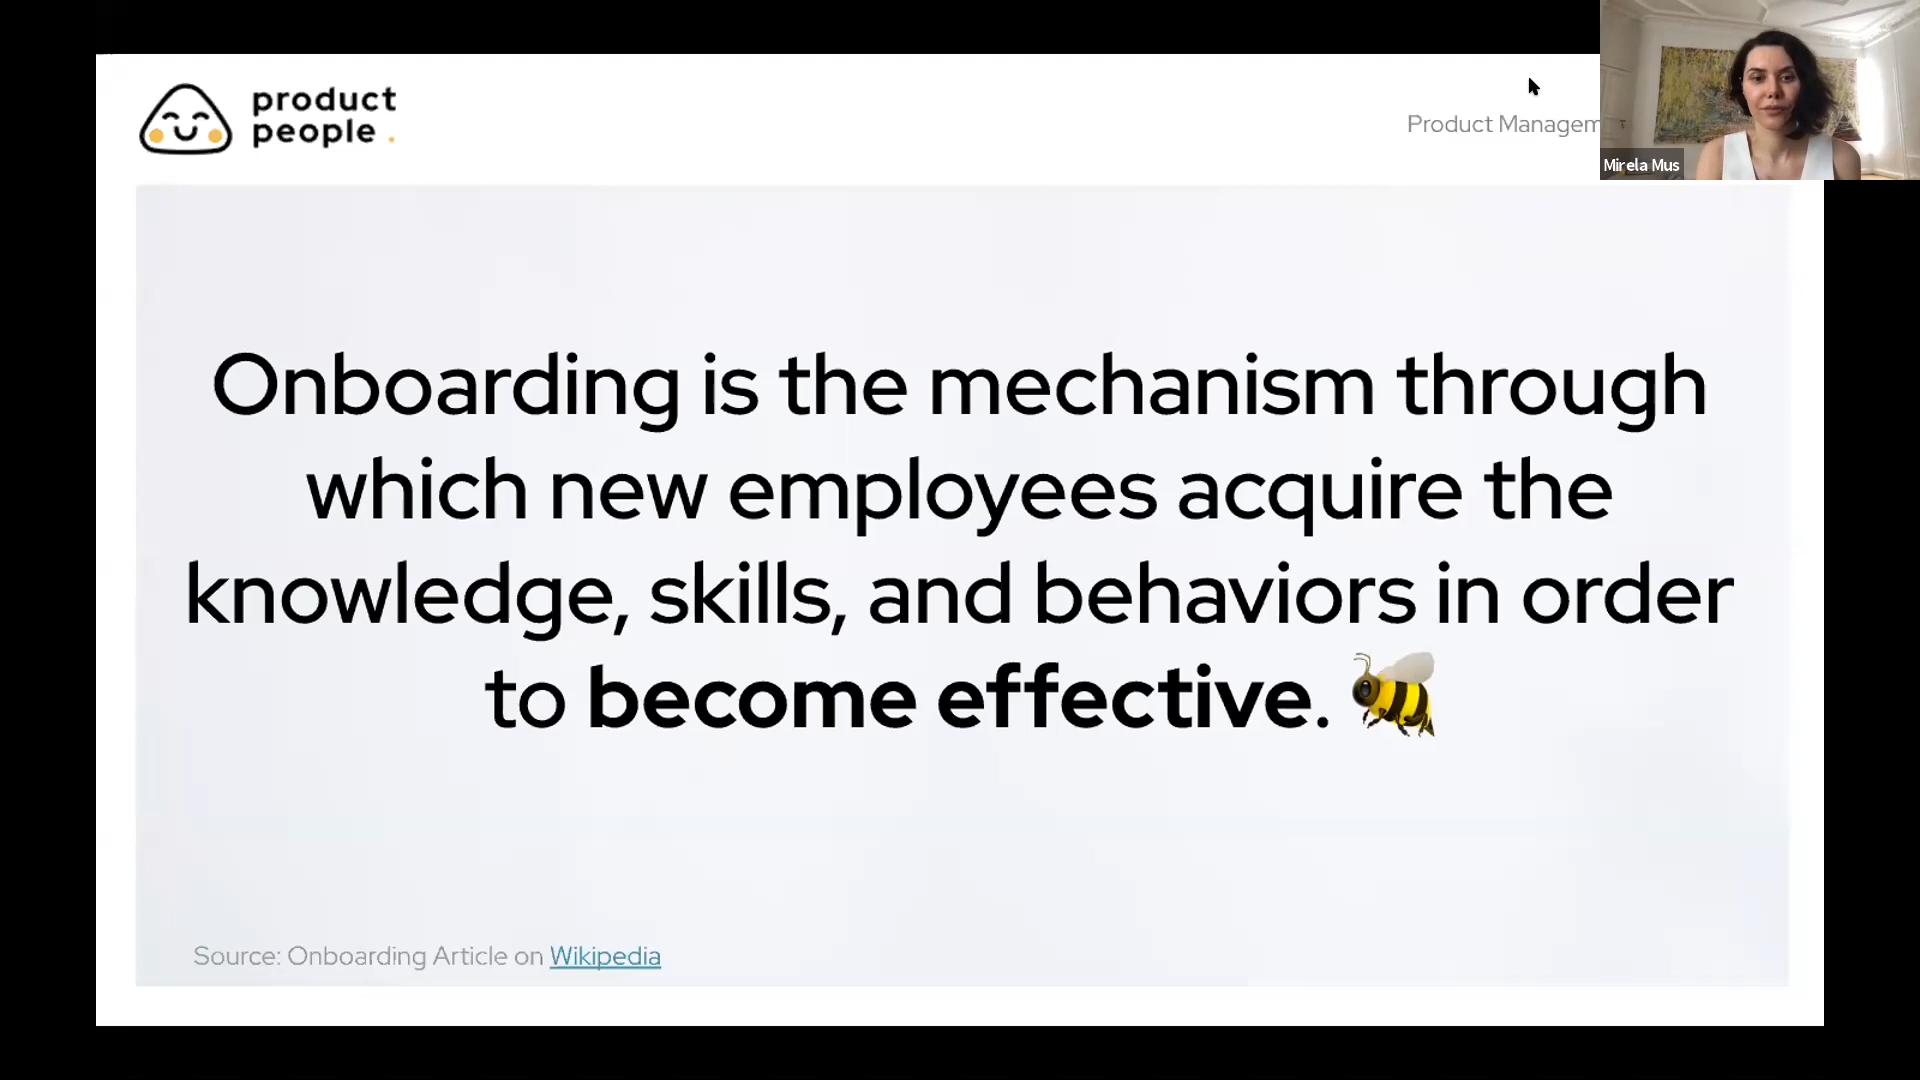 product
people.
Product Managem
Mirela Mus
Onboarding is the mechanism through
which new employees acquire the
knowledge, skills, and behaviors in order
to become effective. 🐝
Source: Onboarding Article on Wikipedia